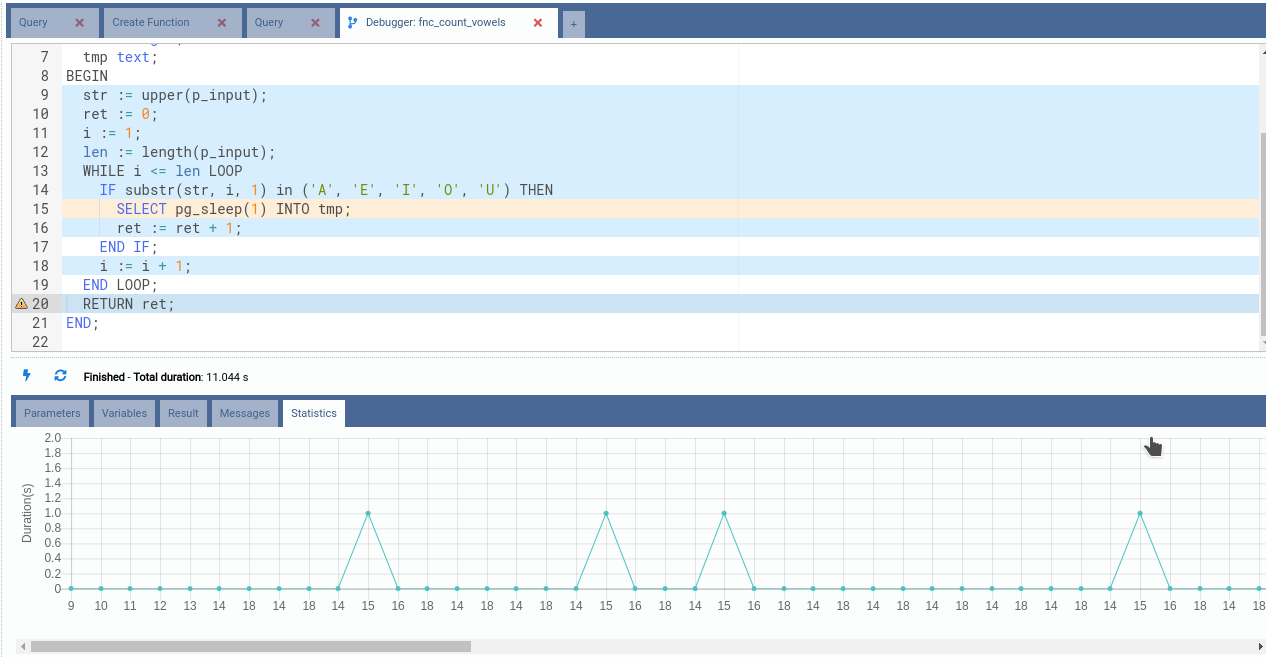 Query Create Function Query Debugger: fnc_count_vowels +
7 tmp text;
8 BEGIN
9 str := upper(p_input);
10 ret := 0;
11 i := 1;
12 len := length(p_input);
13 WHILE i <= len LOOP
14 IF substr(str, i, 1) in ('A', 'E', 'I', 'O', 'U') THEN
15 SELECT pg_sleep(1) INTO tmp;
16 ret := ret + 1;
17 END IF;
18 i := i + 1;
19 END LOOP;
20 RETURN ret;
21 END;
22
Finished - Total duration: 11.044 s
Parameters Variables Result Messages Statistics
Duration(s)
2.0
1.8
1.6
1.4
1.2
1.0
0.8
0.6
0.4
0.2
0
9 10 11 12 13 14 18 14 18 14 15 16 18 14 18 14 18 14 15 16 18 14 15 16 18 14 18 14 18 14 18 14 18 14 18 14 15 16 18 14 18